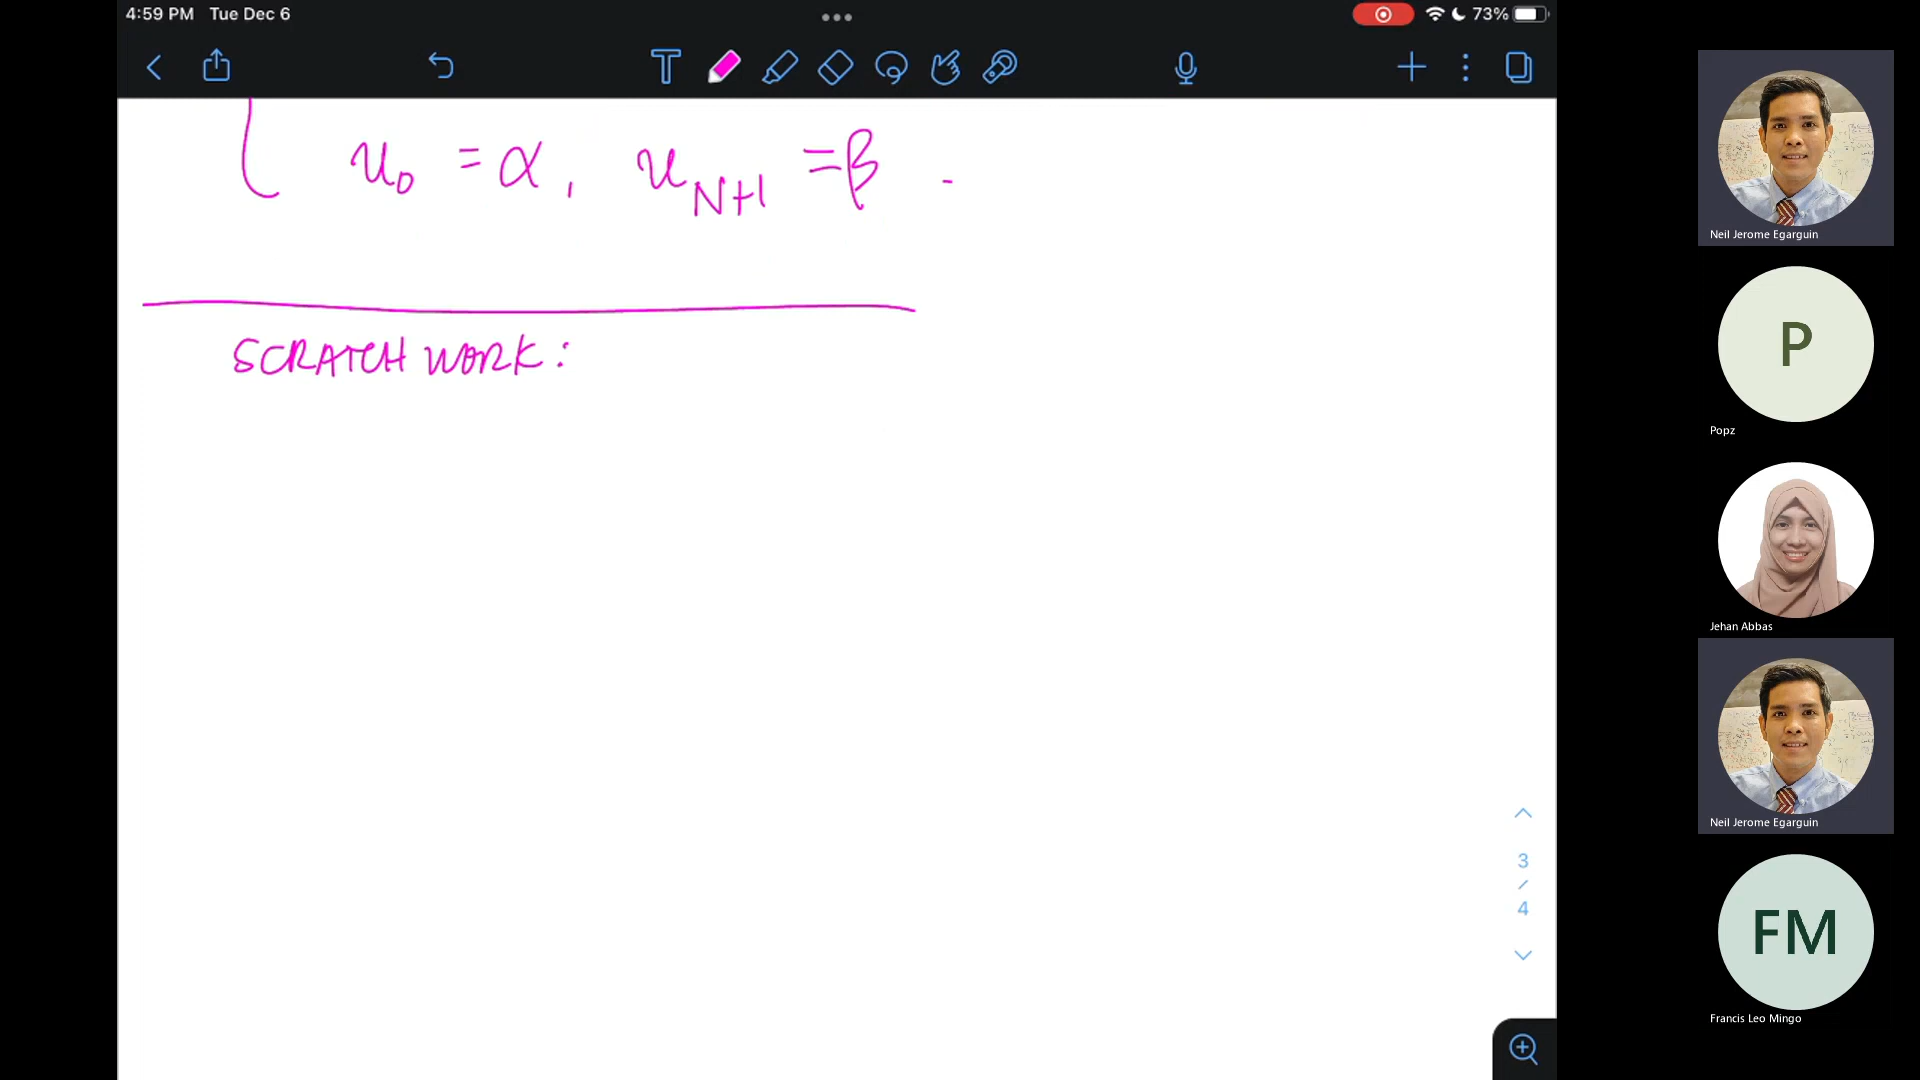 4:59 PM Tue Dec 6
73%
u₀ = α, u_{N+1} = β .
SCRATCH WORK:
3
/
4
Neil Jerome Egarguin
P
Popz
Jehan Abbas
Neil Jerome Egarguin
FM
Francis Leo Mingo